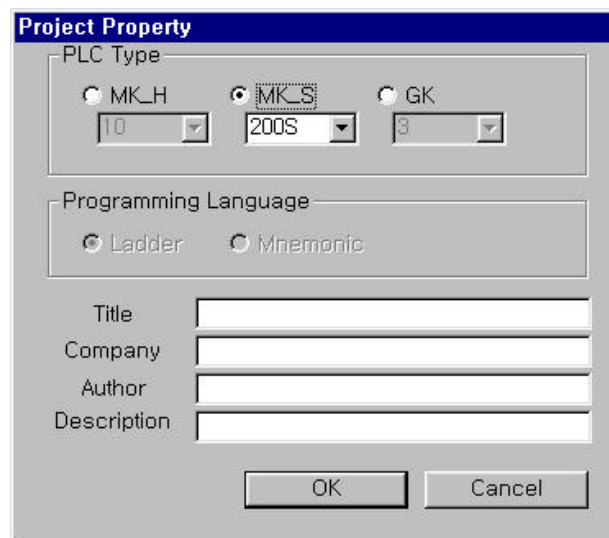 Project Property
PLC Type
MK_H MK_S GK
10 200S 3
Programming Language
Ladder Mnemonic
Title
Company
Author
Description
OK Cancel